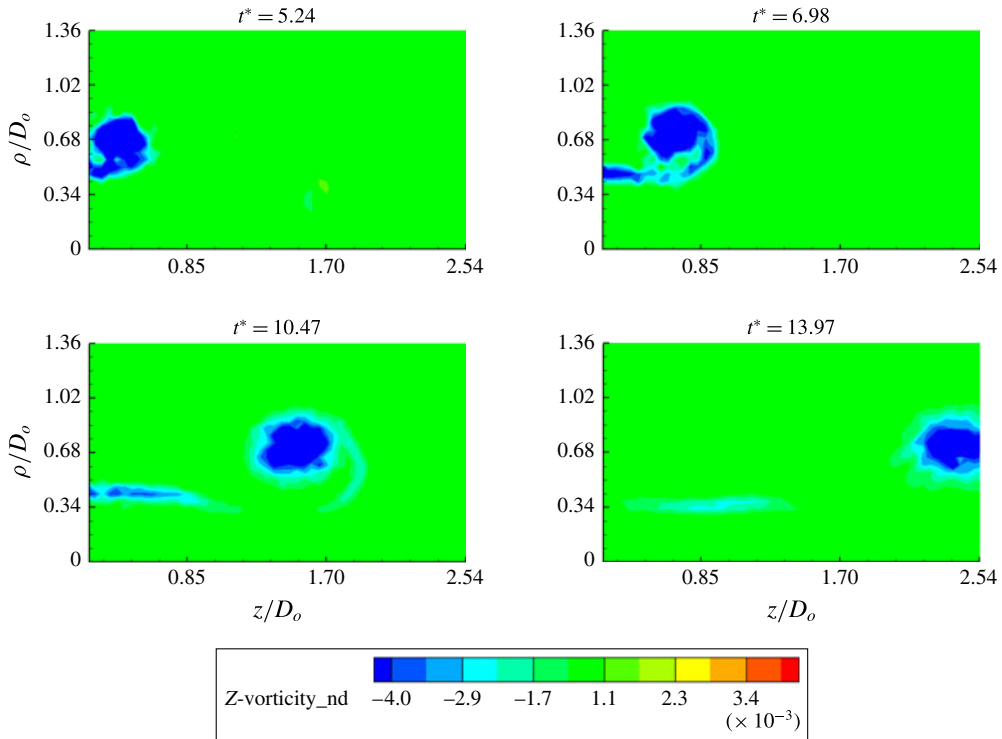 t* = 5.24
t* = 6.98
1.36
1.02
0.68
0.34
0
ρ/Dₒ
0.85 1.70 2.54
1.36
1.02
0.68
0.34
0
0.85 1.70 2.54
t* = 10.47
t* = 13.97
1.36
1.02
0.68
0.34
0
ρ/Dₒ
0.85 1.70 2.54
z/Dₒ
1.36
1.02
0.68
0.34
0
0.85 1.70 2.54
z/Dₒ
Z-vorticity_nd −4.0 −2.9 −1.7 1.1 2.3 3.4
(× 10⁻³)